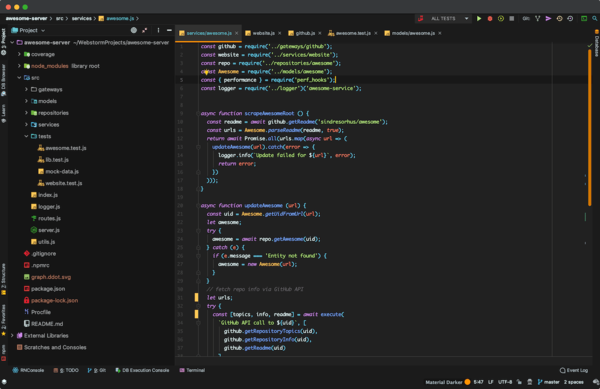 awesome-server > src > services > awesome.js
ALL TESTS
Git:
Project
services/awesome.js
website.js
github.js
awesome.test.js
models/awesome.js
awesome-server ~/WebstormProjects/awesome-server
coverage
node_modules library root
src
gateways
models
repositories
services
tests
awesome.test.js
lib.test.js
mock-data.js
website.test.js
index.js
logger.js
routes.js
server.js
utils.js
.gitignore
.npmrc
graph.ddot.svg
package.json
package-lock.json
Procfile
README.md
External Libraries
Scratches and Consoles
1: Project
DB Browser
Learn
2: Structure
2: Favorites
npm
Database
const github = require('../gateways/github');
const website = require('../services/website');
const repo = require('../repositories/awesome');
const Awesome = require('../models/awesome');
const { performance } = require('perf_hooks');
const logger = require('../logger')('awesome-service');
async function scrapeAwesomeRoot () {
const readme = await github.getReadme('sindresorhus/awesome');
const urls = Awesome.parseReadme(readme, true);
return await Promise.all(urls.map(async url => {
updateAwesome(url).catch(error => {
logger.info(`Update failed for ${url}`, error);
return error;
})
}));
}
async function updateAwesome (url) {
const uid = Awesome.getUidFromUrl(url);
let awesome;
try {
awesome = await repo.getAwesome(uid);
} catch (e) {
if (e.message === 'Entity not found') {
awesome = new Awesome(url);
}
}
// fetch repo info via GitHub API
let urls;
try {
const [topics, info, readme] = await execute(
`GitHub API call to ${uid}`, [
github.getRepositoryTopics(uid),
github.getRepositoryInfo(uid),
github.getReadme(uid)
RNConsole
6: TODO
9: Git
DB Execution Console
Terminal
Event Log
Material Darker
5:47
LF
UTF-8
master
2 spaces